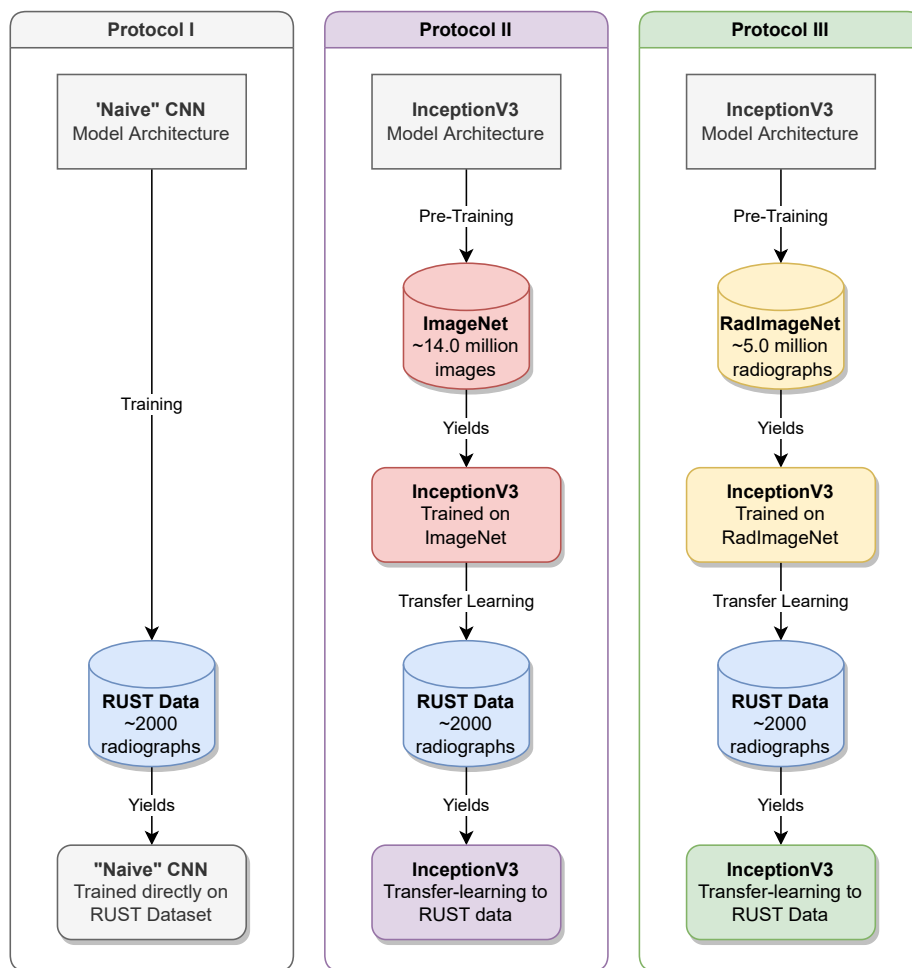 Protocol I
'Naive" CNN
Model Architecture
Training
RUST Data
~2000
radiographs
Yields
"Naive" CNN
Trained directly on
RUST Dataset
Protocol II
InceptionV3
Model Architecture
Pre-Training
ImageNet
~14.0 million
images
Yields
InceptionV3
Trained on
ImageNet
Transfer Learning
RUST Data
~2000
radiographs
Yields
InceptionV3
Transfer-learning to
RUST data
Protocol III
InceptionV3
Model Architecture
Pre-Training
RadImageNet
~5.0 million
radiographs
Yields
InceptionV3
Trained on
RadImageNet
Transfer Learning
RUST Data
~2000
radiographs
Yields
InceptionV3
Transfer-learning to
RUST Data